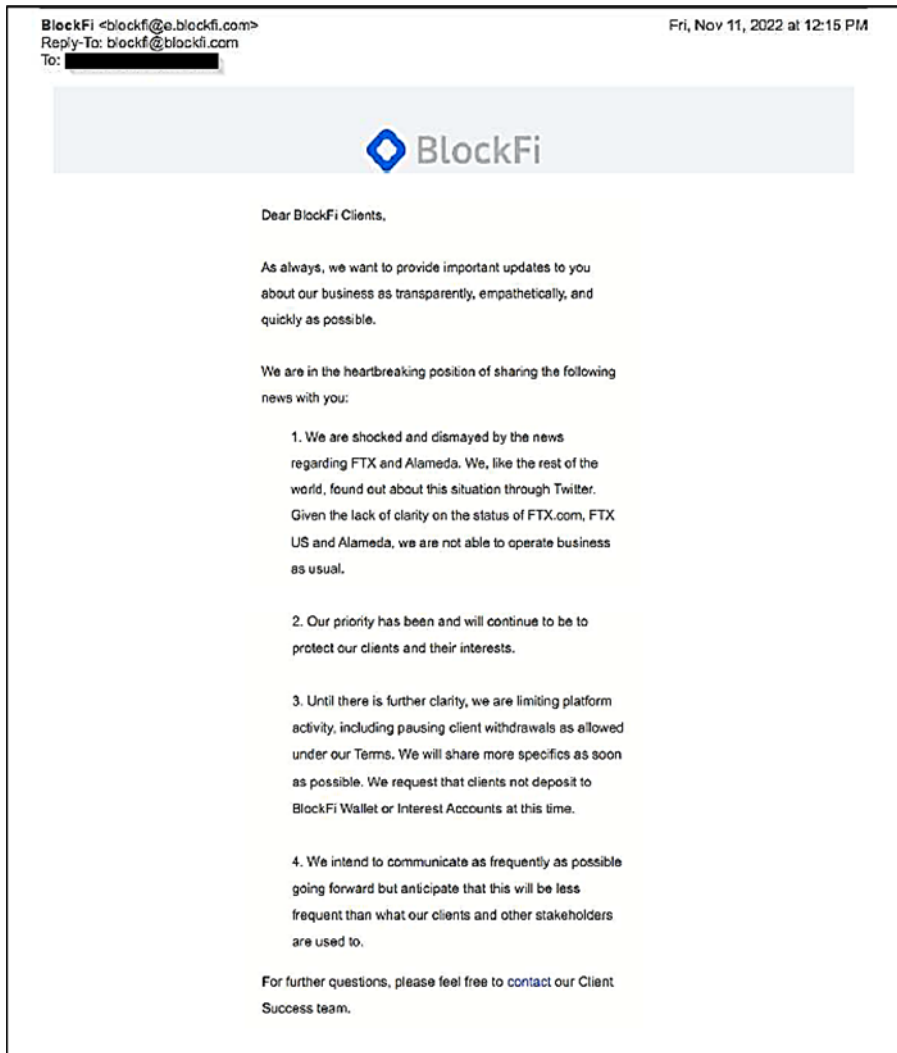 BlockFi <blockfi@e.blockfi.com>
Fri, Nov 11, 2022 at 12:15 PM
Reply-To: blockfi@blockfi.com
To:
BlockFi
Dear BlockFi Clients,
As always, we want to provide important updates to you
about our business as transparently, empathetically, and
quickly as possible.
We are in the heartbreaking position of sharing the following
news with you:
1. We are shocked and dismayed by the news
regarding FTX and Alameda. We, like the rest of the
world, found out about this situation through Twitter.
Given the lack of clarity on the status of FTX.com, FTX
US and Alameda, we are not able to operate business
as usual.
2. Our priority has been and will continue to be to
protect our clients and their interests.
3. Until there is further clarity, we are limiting platform
activity, including pausing client withdrawals as allowed
under our Terms. We will share more specifics as soon
as possible. We request that clients not deposit to
BlockFi Wallet or Interest Accounts at this time.
4. We intend to communicate as frequently as possible
going forward but anticipate that this will be less
frequent than what our clients and other stakeholders
are used to.
For further questions, please feel free to contact our Client
Success team.